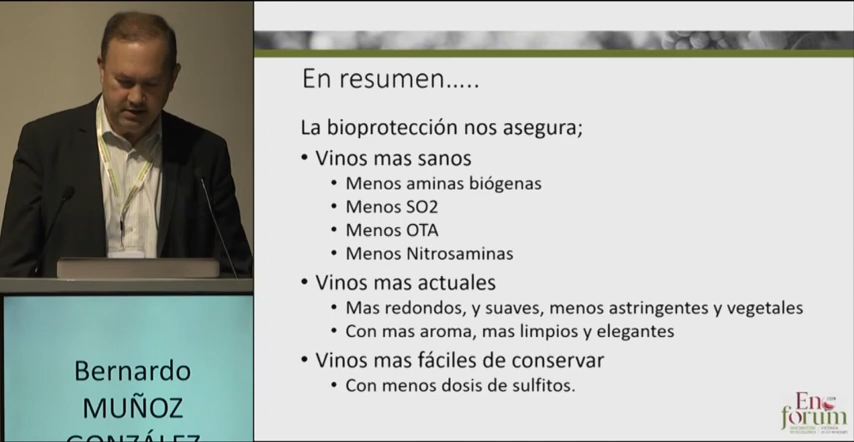 En resumen.....
La bioprotección nos asegura;
• Vinos mas sanos
• Menos aminas biógenas
• Menos SO2
• Menos OTA
• Menos Nitrosaminas
• Vinos mas actuales
• Mas redondos, y suaves, menos astringentes y vegetales
• Con mas aroma, mas limpios y elegantes
• Vinos mas fáciles de conservar
• Con menos dosis de sulfitos.
Bernardo
MUÑOZ
GONZÁLEZ
En
forum